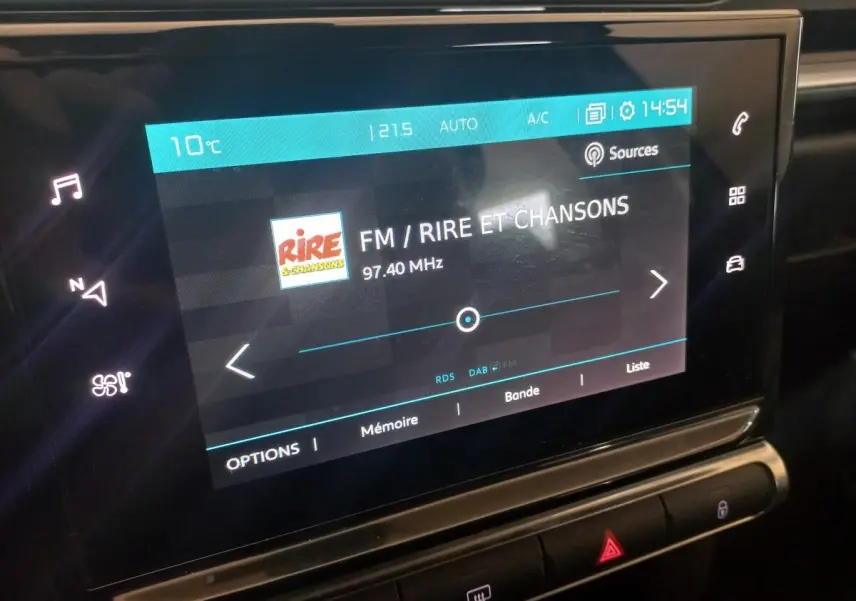 10°C | 21.5 AUTO A/C 14:54
Sources
RiRE
& CHANSONS
FM / RIRE ET CHANSONS
97.40 MHz
N
RDS DAB FM
OPTIONS | Mémoire | Bande | Liste